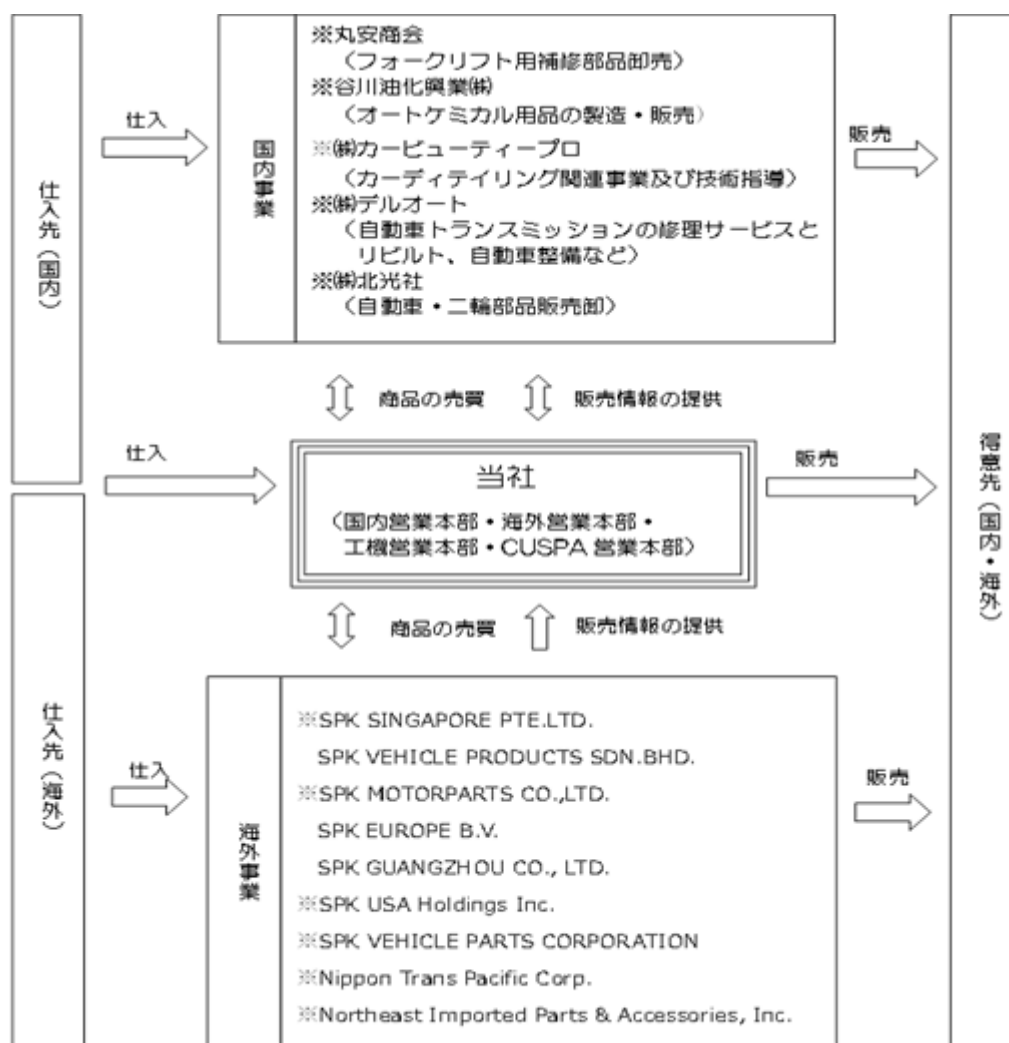 仕入先(国内)
仕入
国内事業
※丸安商会
(フォークリフト用補修部品卸売)
※谷川油化興業㈱
(オートケミカル用品の製造・販売)
※㈱カービューティープロ
(カーディテイリング関連事業及び技術指導)
※㈱デルオート
(自動車トランスミッションの修理サービスと
リビルト、自動車整備など)
※㈱北光社
(自動車・二輪部品販売卸)
販売
商品の売買
販売情報の提供
仕入
当社
(国内営業本部・海外営業本部・
工機営業本部・CUSPA 営業本部)
販売
得意先(国内・海外)
商品の売買
販売情報の提供
仕入先(海外)
仕入
海外事業
※SPK SINGAPORE PTE.LTD.
SPK VEHICLE PRODUCTS SDN.BHD.
※SPK MOTORPARTS CO.,LTD.
SPK EUROPE B.V.
SPK GUANGZHOU CO., LTD.
※SPK USA Holdings Inc.
※SPK VEHICLE PARTS CORPORATION
※Nippon Trans Pacific Corp.
※Northeast Imported Parts & Accessories, Inc.
販売